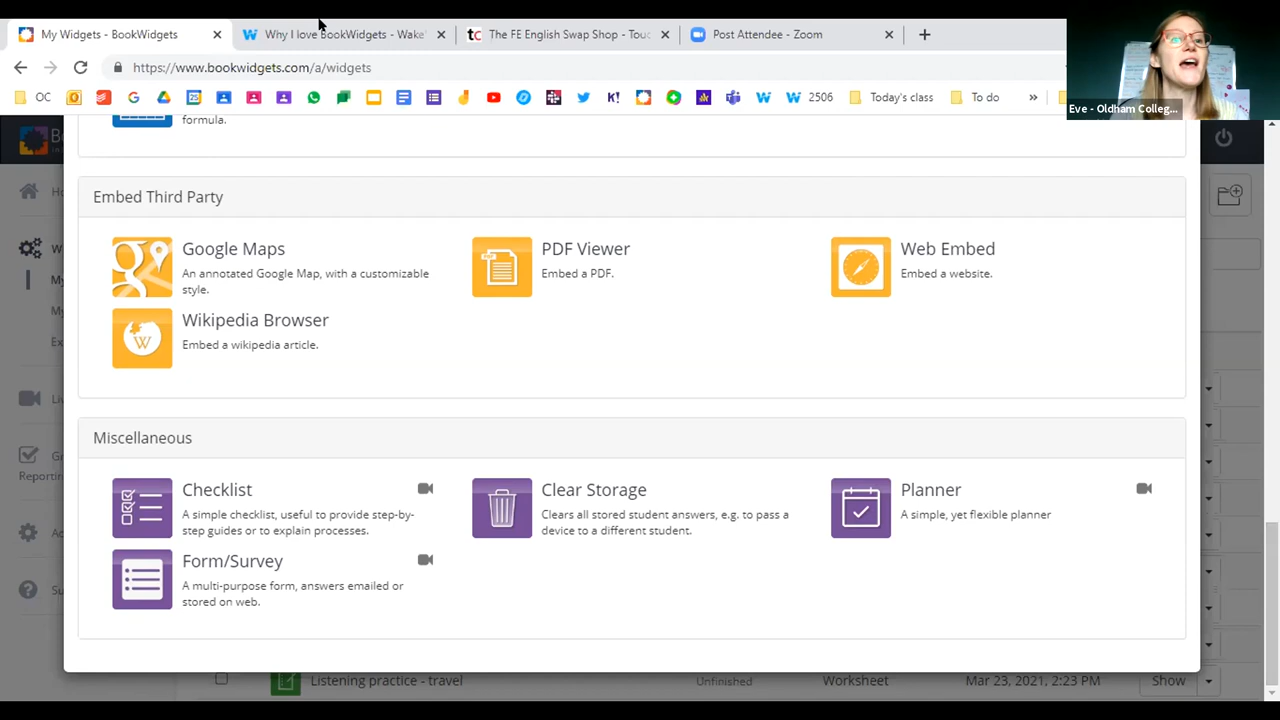 My Widgets - BookWidgets
Why I love BookWidgets - Wake
The FE English Swap Shop - Touc
Post Attendee - Zoom
https://www.bookwidgets.com/a/widgets
OC
2506
Today's class
To do
Eve - Oldham Colleg...
formula.
Embed Third Party
Google Maps
An annotated Google Map, with a customizable
style.
PDF Viewer
Embed a PDF.
Web Embed
Embed a website.
Wikipedia Browser
Embed a wikipedia article.
Miscellaneous
Checklist
A simple checklist, useful to provide step-by-
step guides or to explain processes.
Clear Storage
Clears all stored student answers, e.g. to pass a
device to a different student.
Planner
A simple, yet flexible planner
Form/Survey
A multi-purpose form, answers emailed or
stored on web.
Reporting
Listening practice - travel
Unfinished
Worksheet
Mar 23, 2021, 2:23 PM
Show